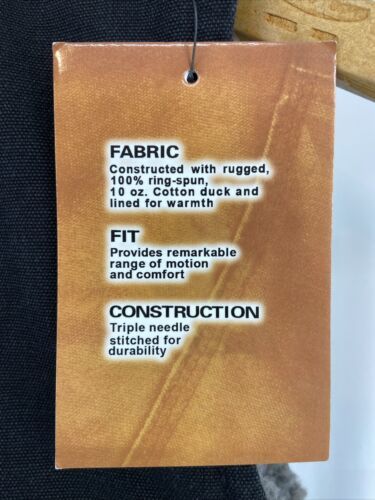 FABRIC
Constructed with rugged,
100% ring-spun,
10 oz. Cotton duck and
lined for warmth
FIT
Provides remarkable
range of motion
and comfort
CONSTRUCTION
Triple needle
stitched for
durability